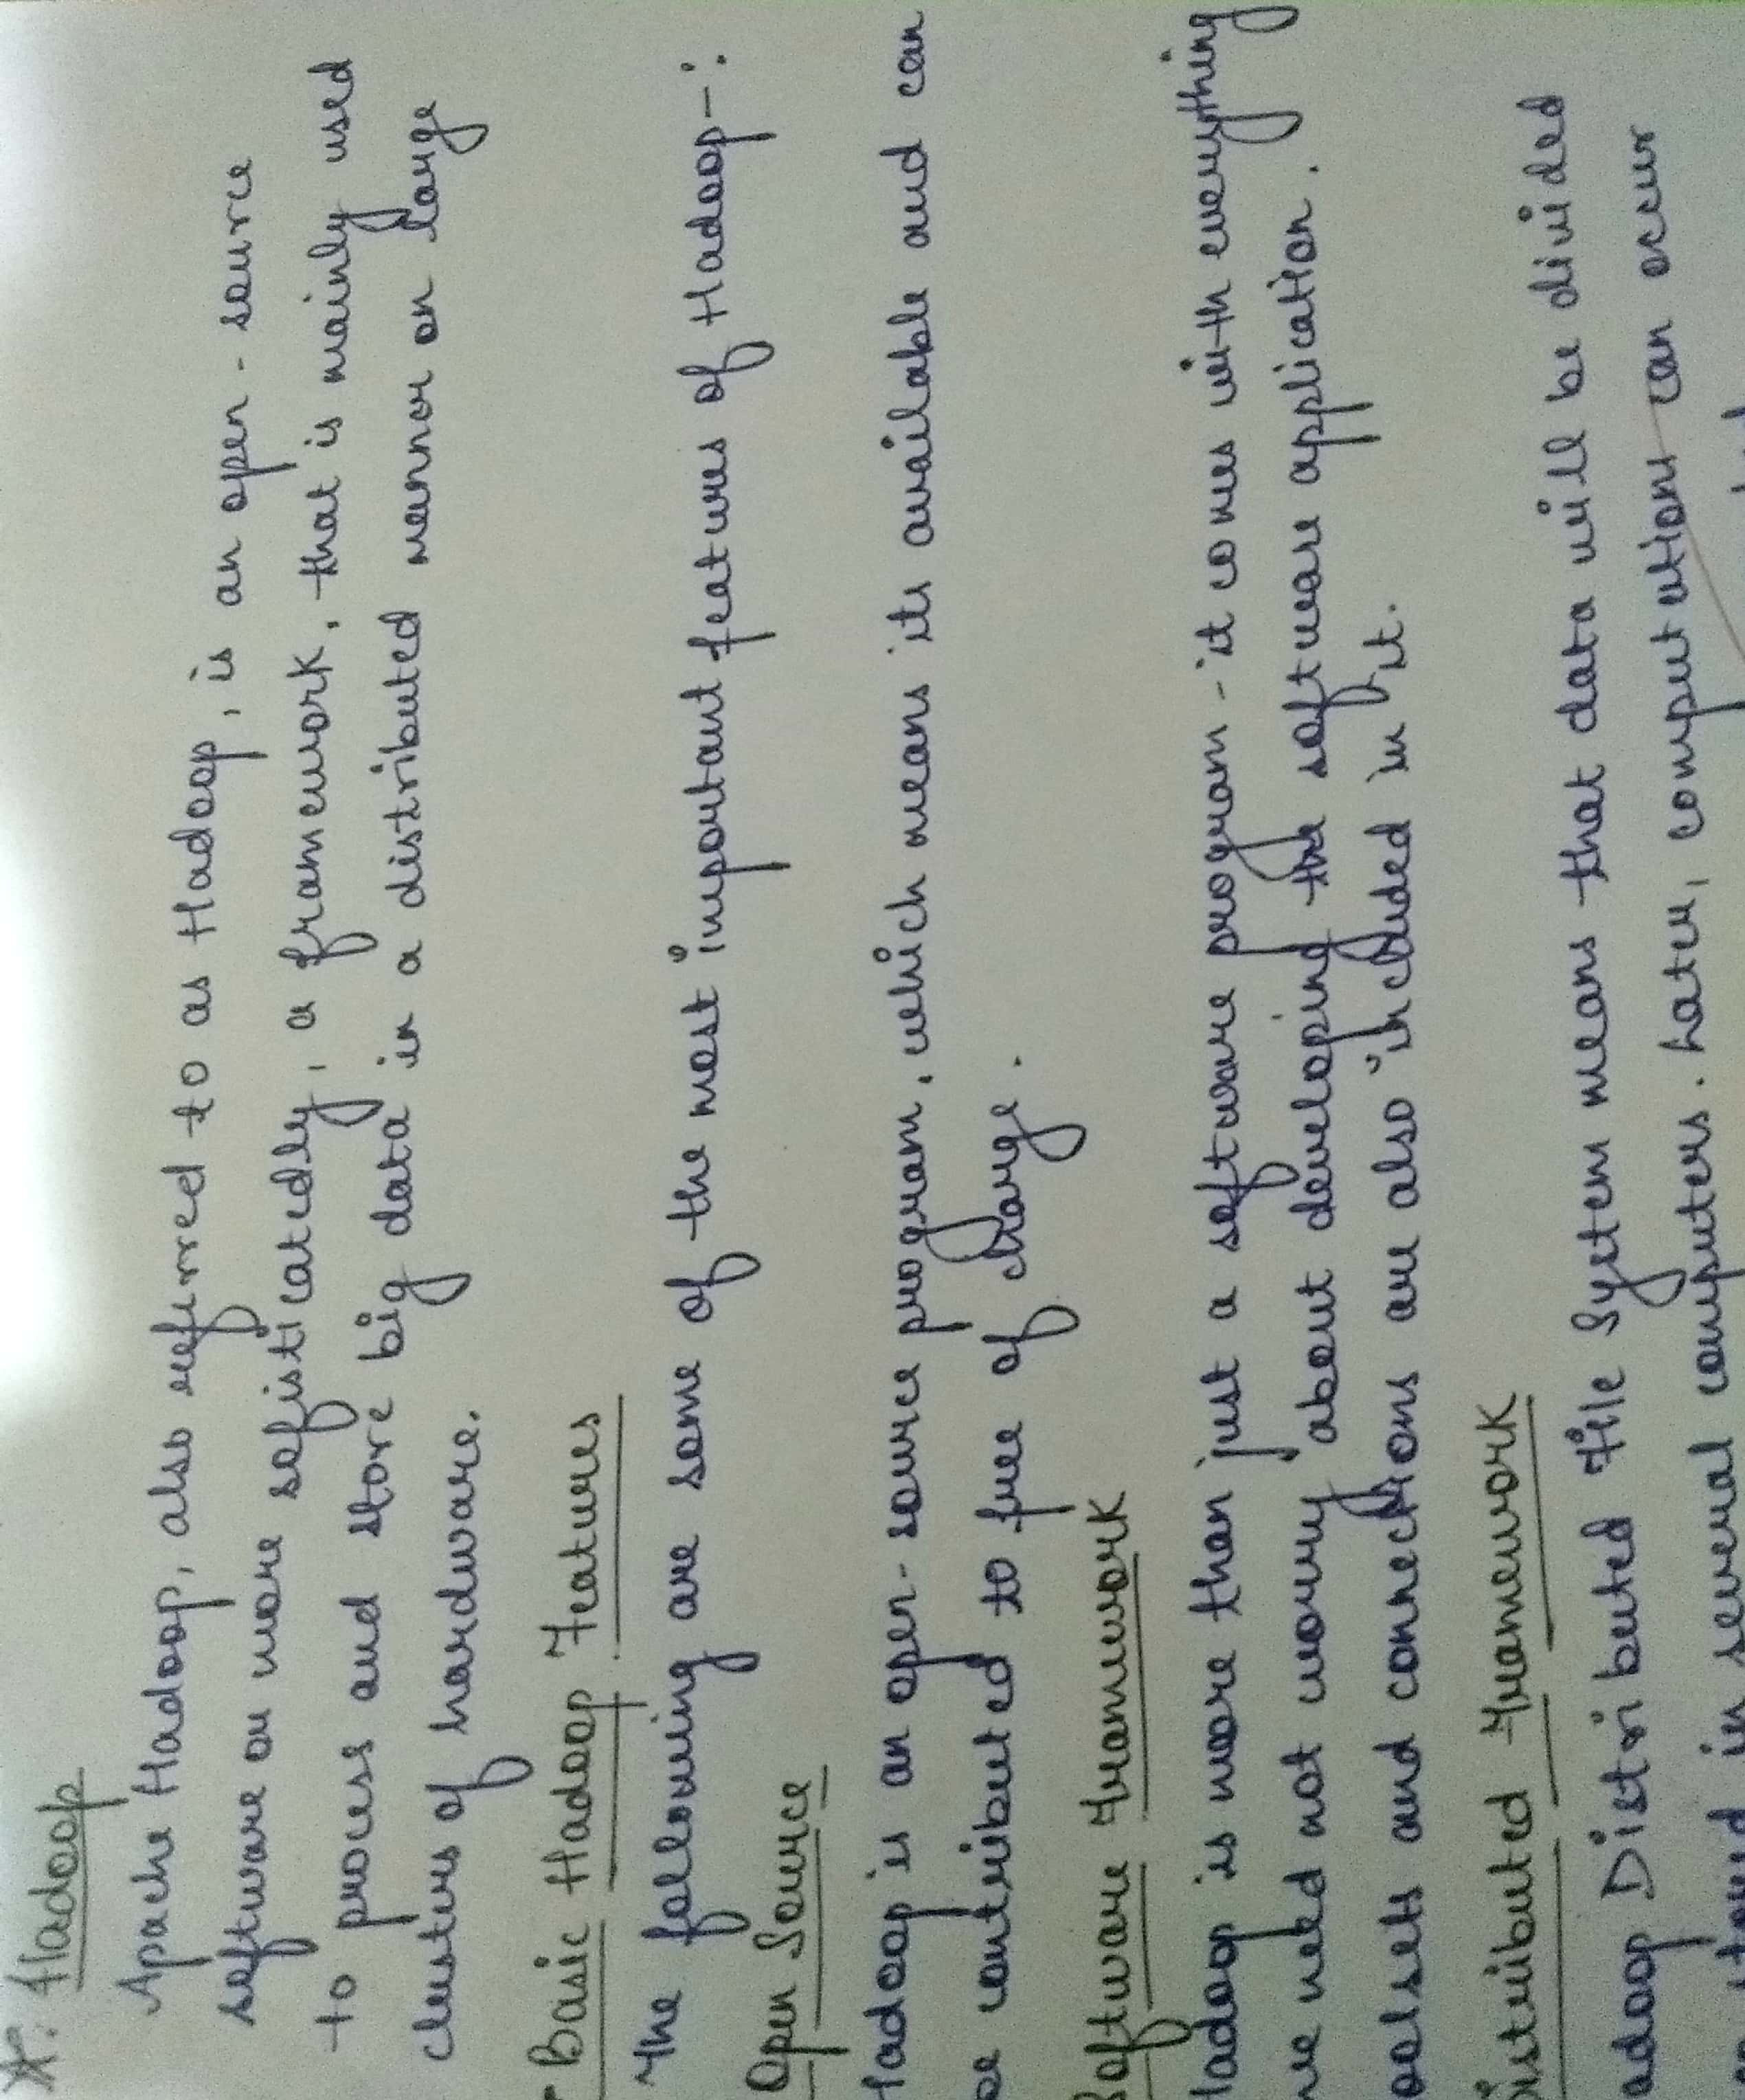 *. Hadoop
Apache Hadoop, also referred to as Hadoop, is an open-source
software or more sofisticatedly, a framework, that is mainly used
to process and store big data in a distributed manner on large
clusters of hardware.
- Basic Hadoop Features
The following are some of the most important features of Hadoop-:
Open Source
Hadoop is an open-source program, which means its available and can
be contributed to free of charge.
Software Framework
Hadoop is more than just a software program - it comes with everything
we need not worry about developing the software application.
oolsets and connections are also included in it.
Distributed Framework
adoop Distributed File System means that data will be divided
stored in several computers. Later, computations can occur